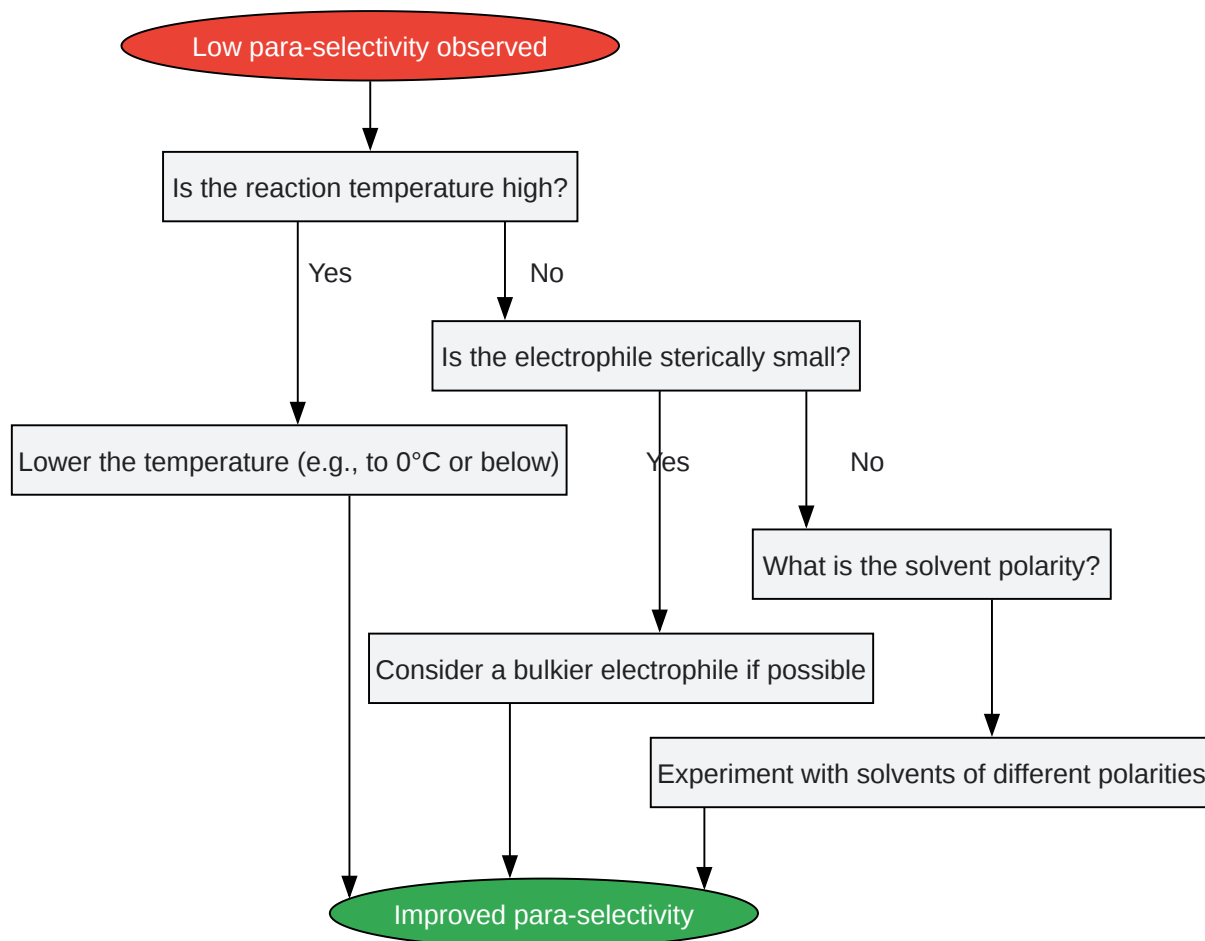 Low para-selectivity observed
Is the reaction temperature high?
Yes
No
Is the electrophile sterically small?
Lower the temperature (e.g., to 0°C or below)
Yes
No
What is the solvent polarity?
Consider a bulkier electrophile if possible
Experiment with solvents of different polarities
Improved para-selectivity